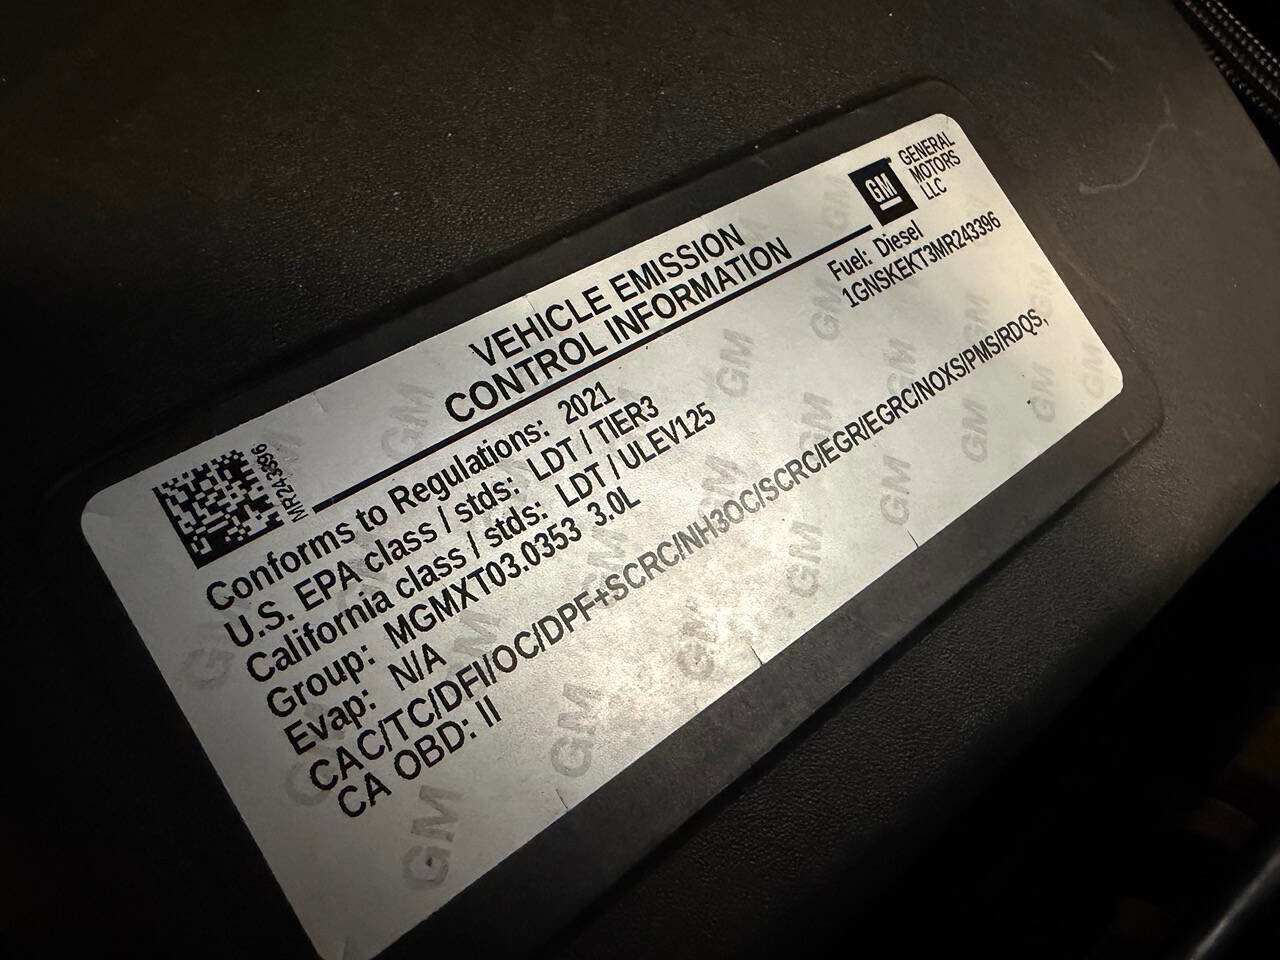 GM
GENERAL
MOTORS
LLC
VEHICLE EMISSION
CONTROL INFORMATION
Fuel: Diesel
1GNSKEKT3MR243396
MR243396
Conforms to Regulations: 2021
U.S. EPA class / stds: LDT / TIER3
California class / stds: LDT / ULEV125
Group: MGMXT03.0353 3.0L
Evap: N/A
CAC/TC/DFI/OC/DPF+SCRC/NH3OC/SCRC/EGR/EGRC/NOXS/PMS/RDQS,
CA OBD: II